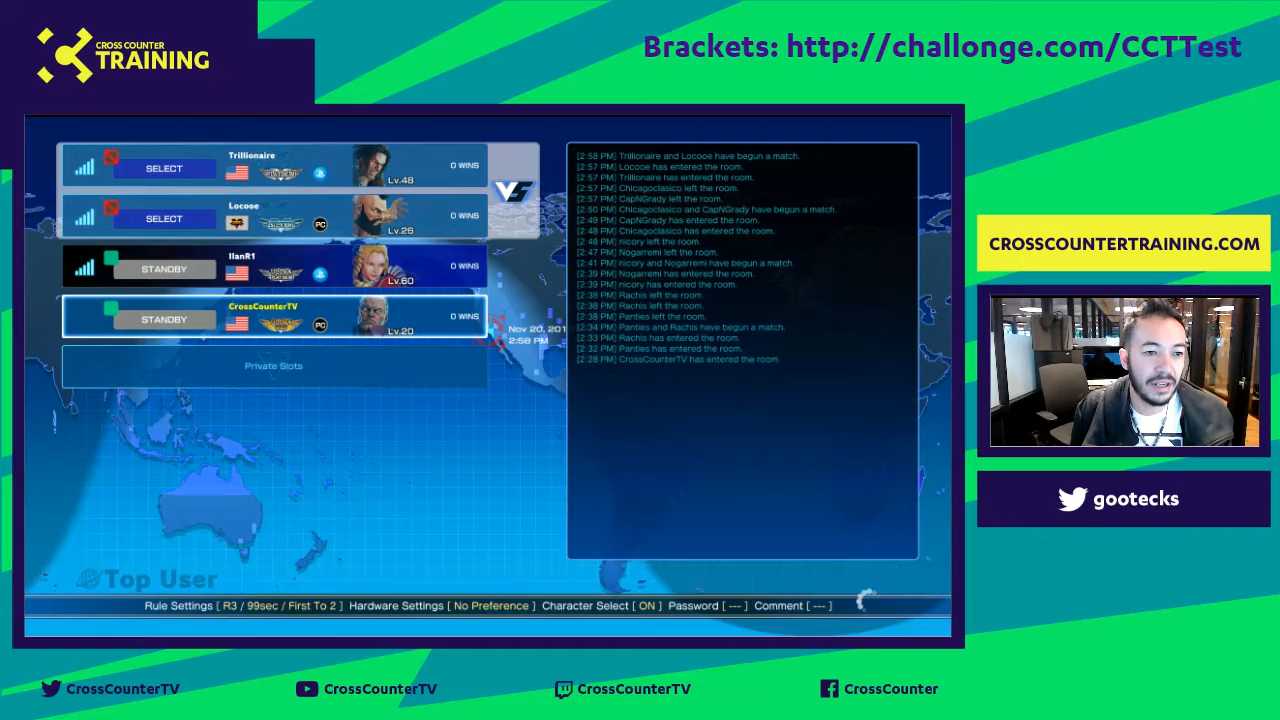 CROSS COUNTER
TRAINING
Brackets: http://challonge.com/CCTTest
SELECT
Trillionaire
Lv.48
0 WINS
SELECT
Locooe
PC
Lv.26
0 WINS
VS
STANDBY
IlanR1
Lv.60
0 WINS
STANDBY
CrossCounterTV
PC
Lv.20
0 WINS
Nov 20, 201
2:58 PM
Private Slots
[2:58 PM] Trillionaire and Locooe have begun a match.
[2:57 PM] Locooe has entered the room.
[2:57 PM] Trillionaire has entered the room.
[2:57 PM] Chicagoclasico left the room.
[2:57 PM] CapNGrady left the room.
[2:50 PM] Chicagoclasico and CapNGrady have begun a match.
[2:49 PM] CapNGrady has entered the room.
[2:48 PM] Chicagoclasico has entered the room.
[2:48 PM] nicory left the room.
[2:47 PM] Nogarremi left the room.
[2:41 PM] nicory and Nogarremi have begun a match.
[2:39 PM] Nogarremi has entered the room.
[2:39 PM] nicory has entered the room.
[2:38 PM] Rachis left the room.
[2:38 PM] Rachis left the room.
[2:38 PM] Panties left the room.
[2:34 PM] Panties and Rachis have begun a match.
[2:33 PM] Rachis has entered the room.
[2:32 PM] Panties has entered the room.
[2:28 PM] CrossCounterTV has entered the room.
Top User
Rule Settings [ R3 / 99sec / First To 2 ] Hardware Settings [ No Preference ] Character Select [ ON ] Password [ --- ] Comment [ --- ]
CROSSCOUNTERTRAINING.COM
gootecks
CrossCounterTV
CrossCounterTV
CrossCounterTV
CrossCounter